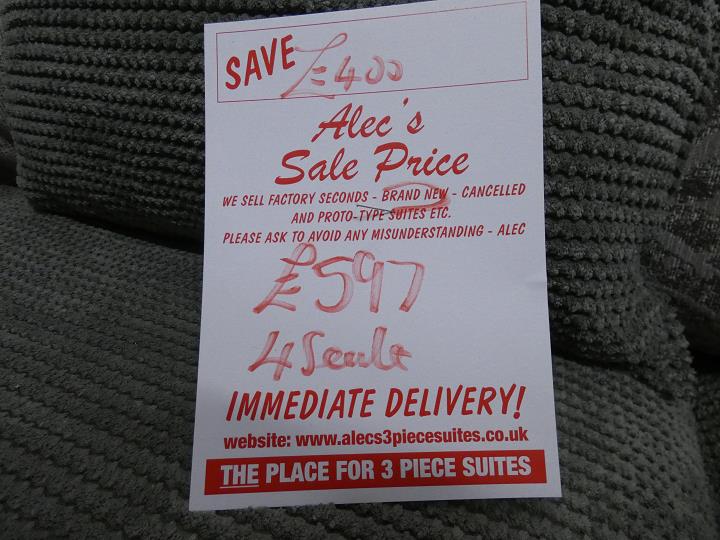 SAVE £400
Alec's
Sale Price
WE SELL FACTORY SECONDS - BRAND NEW - CANCELLED
AND PROTO-TYPE SUITES ETC.
PLEASE ASK TO AVOID ANY MISUNDERSTANDING - ALEC
£597
4
IMMEDIATE DELIVERY!
website: www.alecs3piecesuites.co.uk
THE PLACE FOR 3 PIECE SUITES